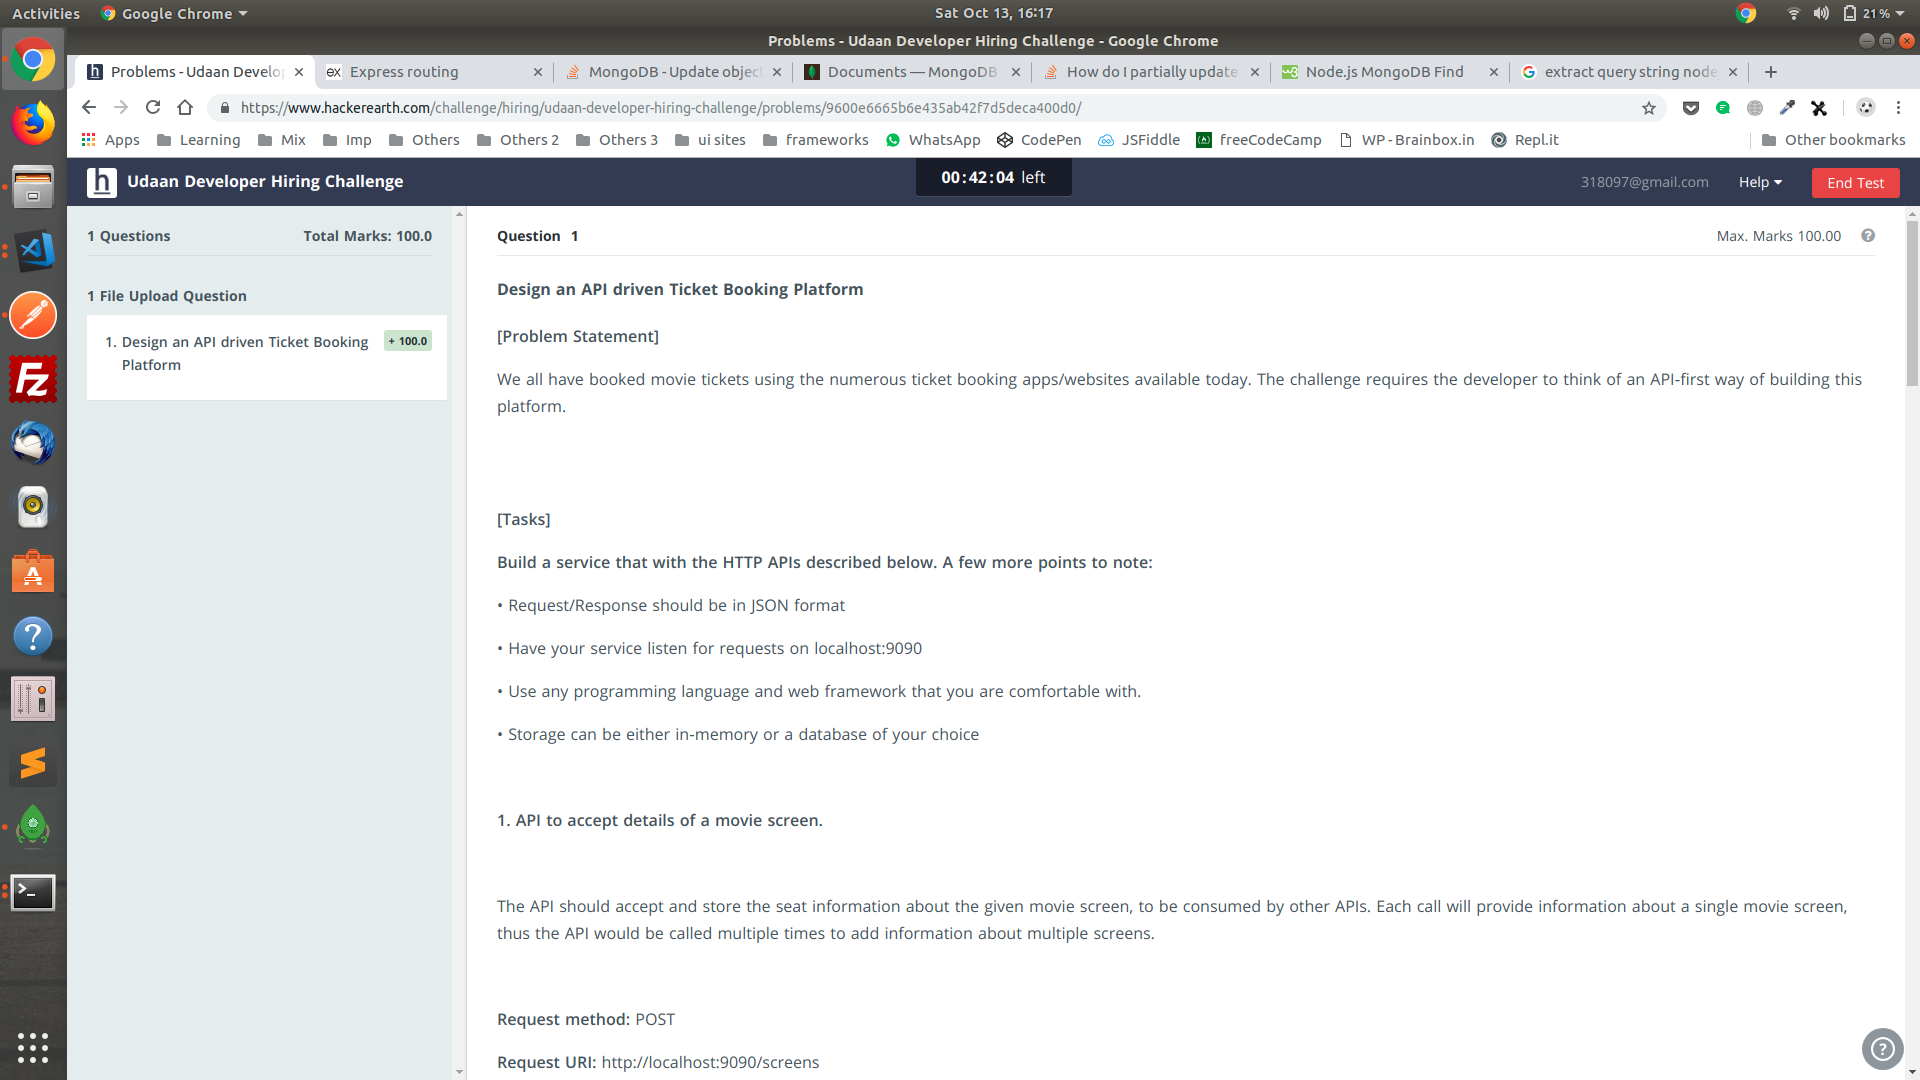 Activities
Google Chrome
Sat Oct 13, 16:17
21%
Problems - Udaan Developer Hiring Challenge - Google Chrome
Problems - Udaan Develop
Express routing
MongoDB - Update object
Documents — MongoDB
How do I partially update
Node.js MongoDB Find
extract query string node
https://www.hackerearth.com/challenge/hiring/udaan-developer-hiring-challenge/problems/9600e6665b6e435ab42f7d5deca400d0/
Apps
Learning
Mix
Imp
Others
Others 2
Others 3
ui sites
frameworks
WhatsApp
CodePen
JSFiddle
freeCodeCamp
WP - Brainbox.in
Repl.it
Other bookmarks
h
Udaan Developer Hiring Challenge
00:42:04 left
318097@gmail.com
Help
End Test
1 Questions
Total Marks: 100.0
1 File Upload Question
1. Design an API driven Ticket Booking
Platform
+ 100.0
Question 1
Max. Marks 100.00
Design an API driven Ticket Booking Platform
[Problem Statement]
We all have booked movie tickets using the numerous ticket booking apps/websites available today. The challenge requires the developer to think of an API-first way of building this
platform.
[Tasks]
Build a service that with the HTTP APIs described below. A few more points to note:
• Request/Response should be in JSON format
• Have your service listen for requests on localhost:9090
• Use any programming language and web framework that you are comfortable with.
• Storage can be either in-memory or a database of your choice
1. API to accept details of a movie screen.
The API should accept and store the seat information about the given movie screen, to be consumed by other APIs. Each call will provide information about a single movie screen,
thus the API would be called multiple times to add information about multiple screens.
Request method: POST
Request URI: http://localhost:9090/screens